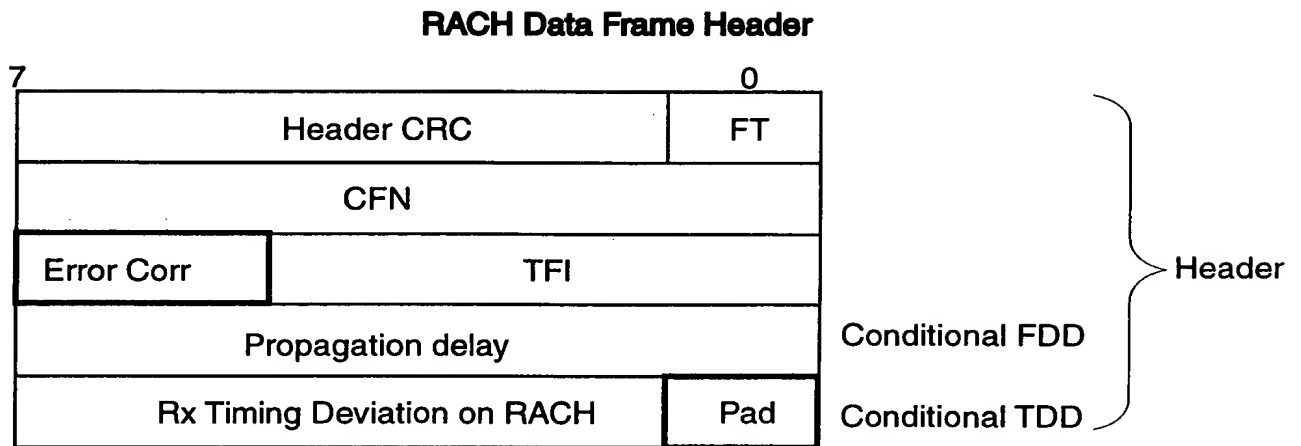 RACH Data Frame Header
7 0
Header CRC FT
CFN
Error Corr TFI
Header
Propagation delay Conditional FDD
Rx Timing Deviation on RACH Pad Conditional TDD